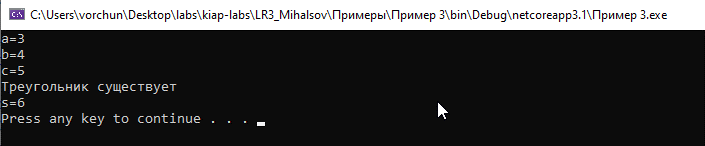 C:\Users\vorchun\Desktop\labs\kiap-labs\LR3_Mihalsov\Примеры\Пример 3\bin\Debug\netcoreapp3.1\Пример 3.exe
a=3
b=4
c=5
Треугольник существует
s=6
Press any key to continue . . .